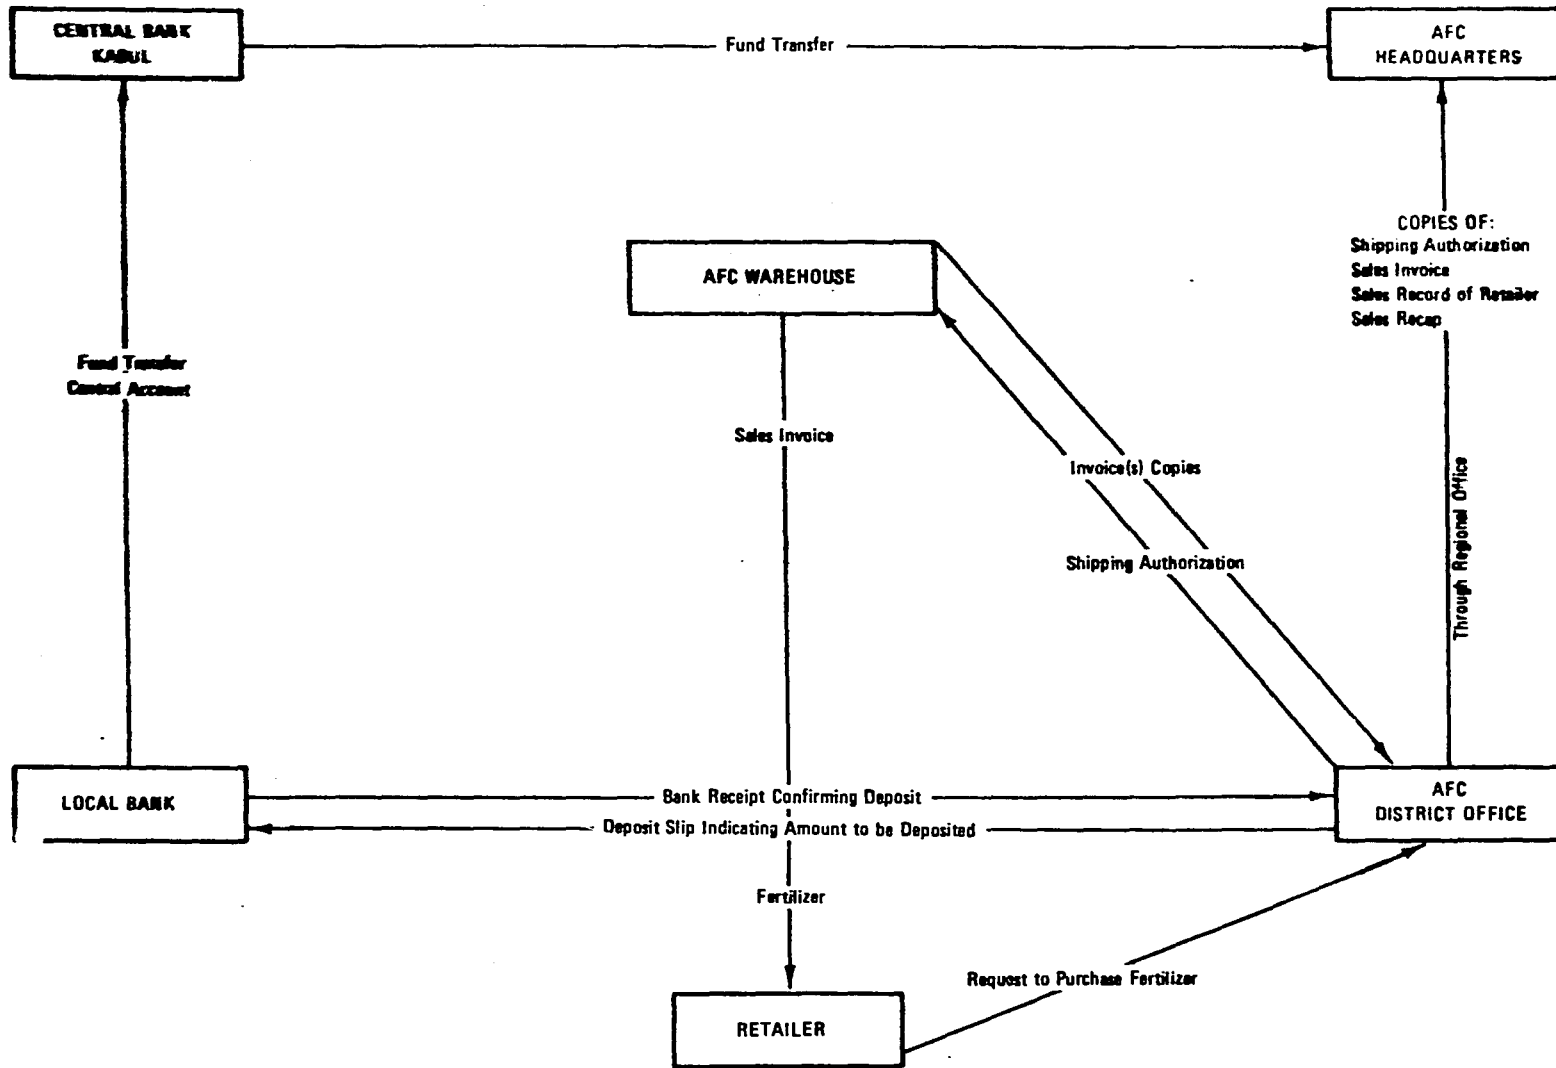 CENTRAL BANK
KABUL
Fund Transfer
AFC
HEADQUARTERS
COPIES OF:
Shipping Authorization
Sales Invoice
Sales Record of Retailer
Sales Recap
AFC WAREHOUSE
Fund Transfer
Central Account
Sales Invoice
Invoice(s) Copies
Through Regional Office
Shipping Authorization
LOCAL BANK
Bank Receipt Confirming Deposit
Deposit Slip Indicating Amount to be Deposited
AFC
DISTRICT OFFICE
Fertilizer
Request to Purchase Fertilizer
RETAILER